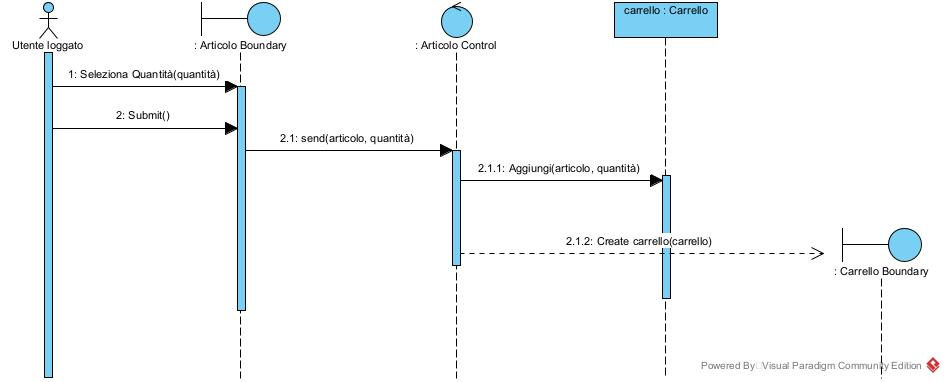 carrello : Carrello
Utente loggato
: Articolo Boundary
: Articolo Control
1: Seleziona Quantità(quantità)
2: Submit()
2.1: send(articolo, quantità)
2.1.1: Aggiungi(articolo, quantità)
2.1.2: Create carrello(carrello)
: Carrello Boundary
Powered By Visual Paradigm Community Edition